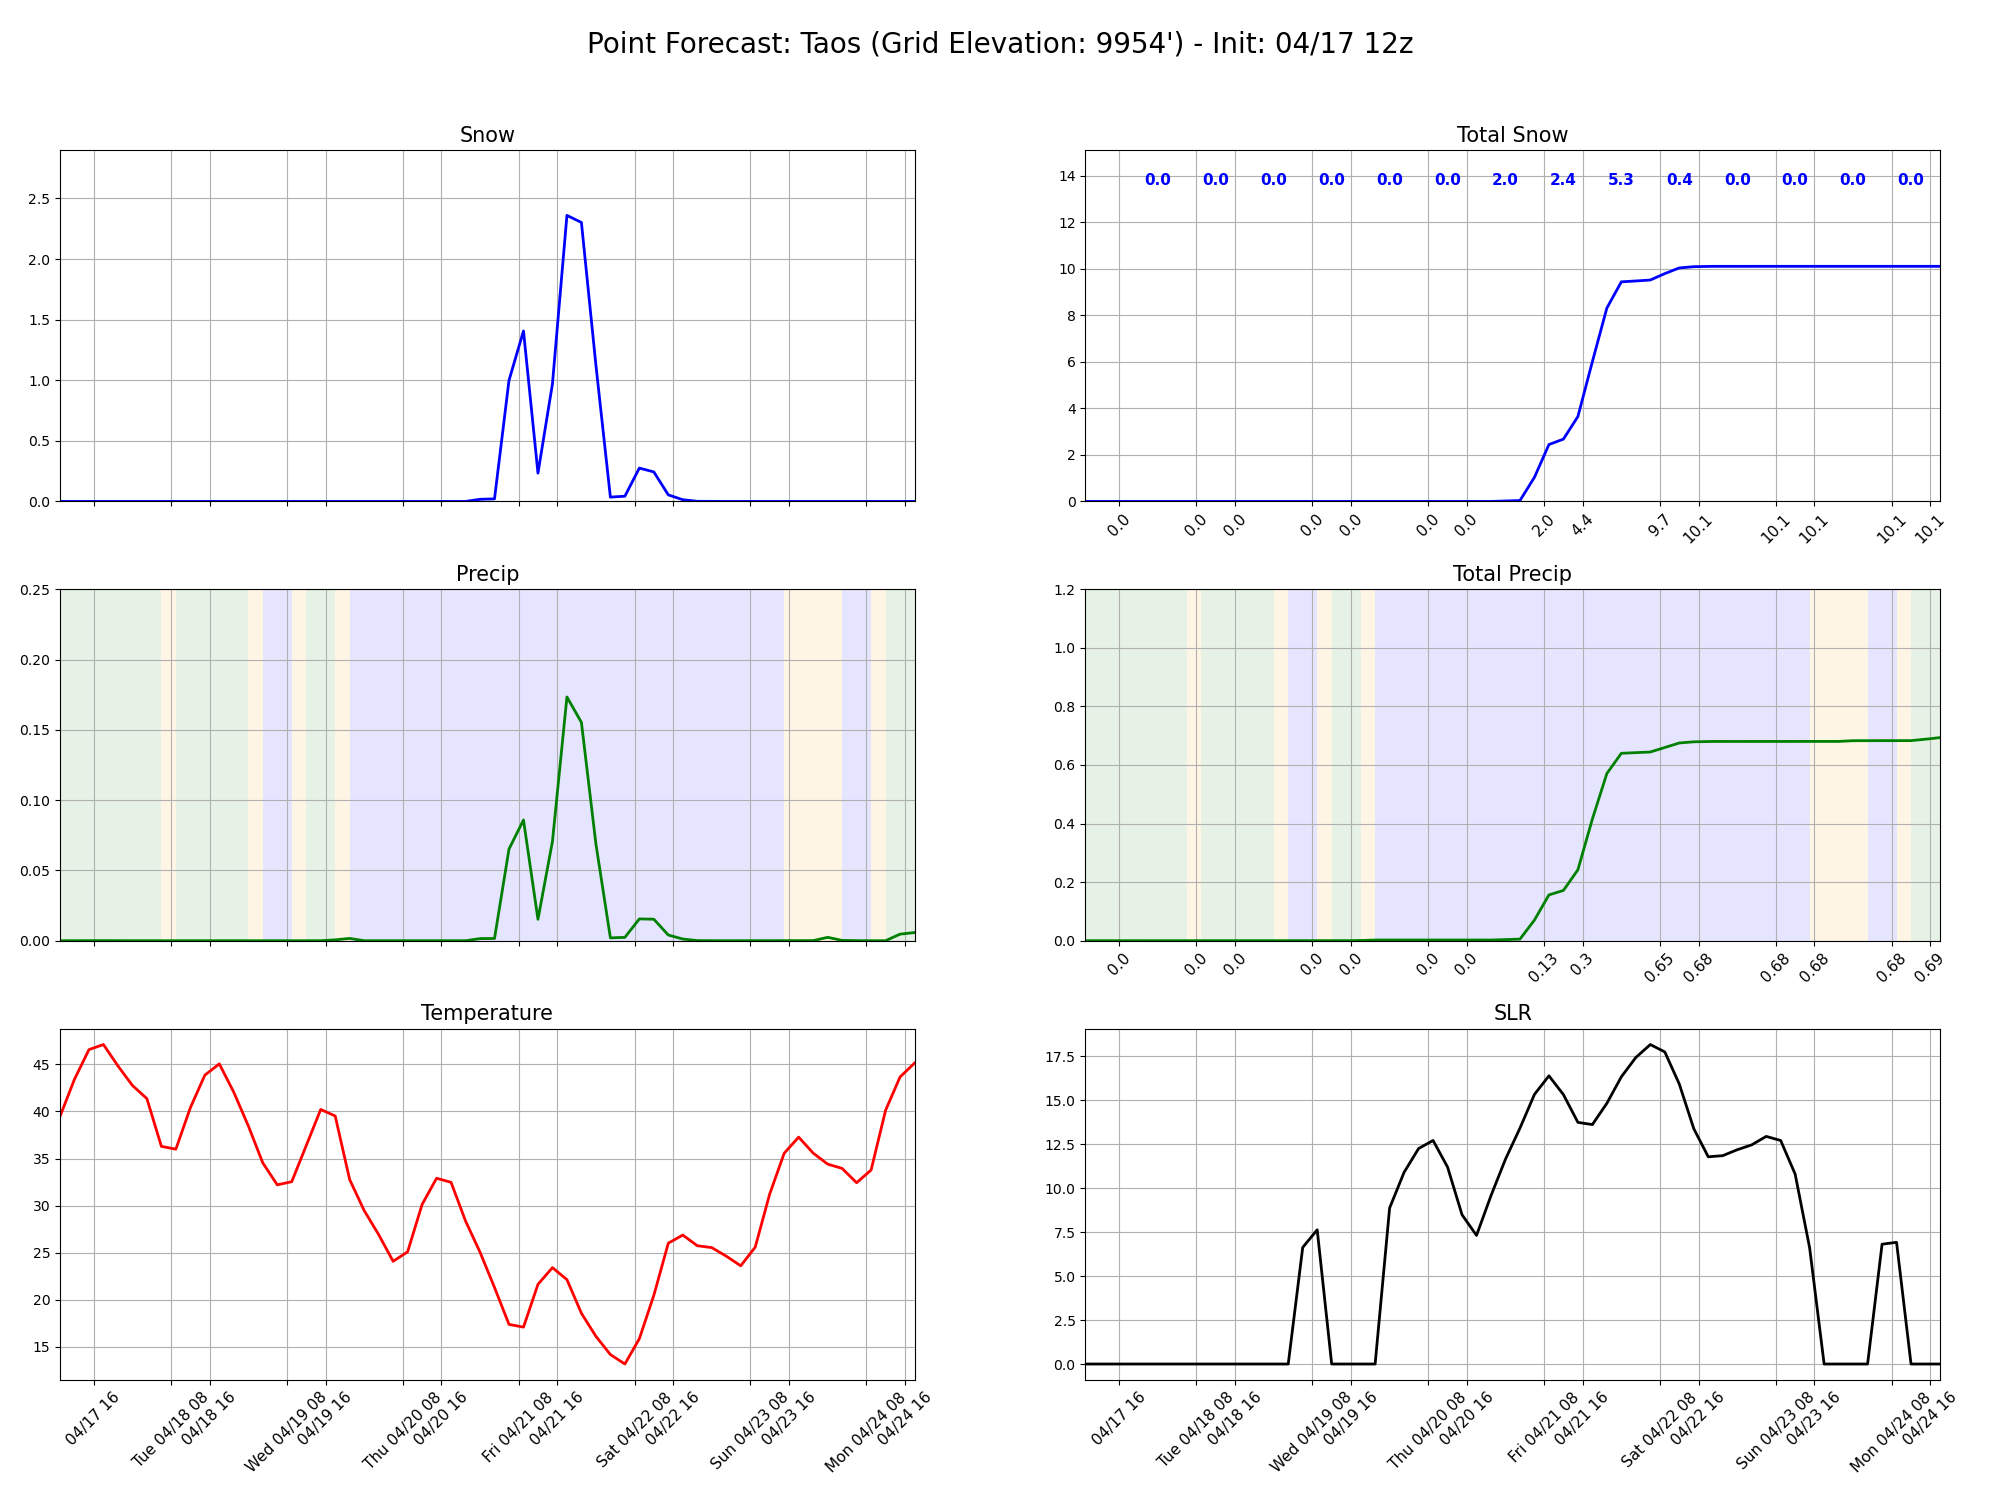 Point Forecast: Taos (Grid Elevation: 9954') - Init: 04/17 12z
Snow
2.5
2.0
1.5
1.0
0.5
0.0
Total Snow
14
12
10
8
6
4
2
0
0.0 0.0 0.0 0.0 0.0 0.0 2.0 2.4 5.3 0.4 0.0 0.0 0.0 0.0
0.0 0.0 0.0 0.0 0.0 0.0 0.0 2.0 4.4 9.7 10.1 10.1 10.1 10.1 10.1
Precip
0.25
0.20
0.15
0.10
0.05
0.00
Total Precip
1.2
1.0
0.8
0.6
0.4
0.2
0.0
0.0 0.0 0.0 0.0 0.0 0.0 0.0 0.13 0.3 0.65 0.68 0.68 0.68 0.68 0.69
Temperature
45
40
35
30
25
20
15
04/17 16
Tue 04/18 08
04/18 16
Wed 04/19 08
04/19 16
Thu 04/20 08
04/20 16
Fri 04/21 08
04/21 16
Sat 04/22 08
04/22 16
Sun 04/23 08
04/23 16
Mon 04/24 08
04/24 16
SLR
17.5
15.0
12.5
10.0
7.5
5.0
2.5
0.0
04/17 16
Tue 04/18 08
04/18 16
Wed 04/19 08
04/19 16
Thu 04/20 08
04/20 16
Fri 04/21 08
04/21 16
Sat 04/22 08
04/22 16
Sun 04/23 08
04/23 16
Mon 04/24 08
04/24 16